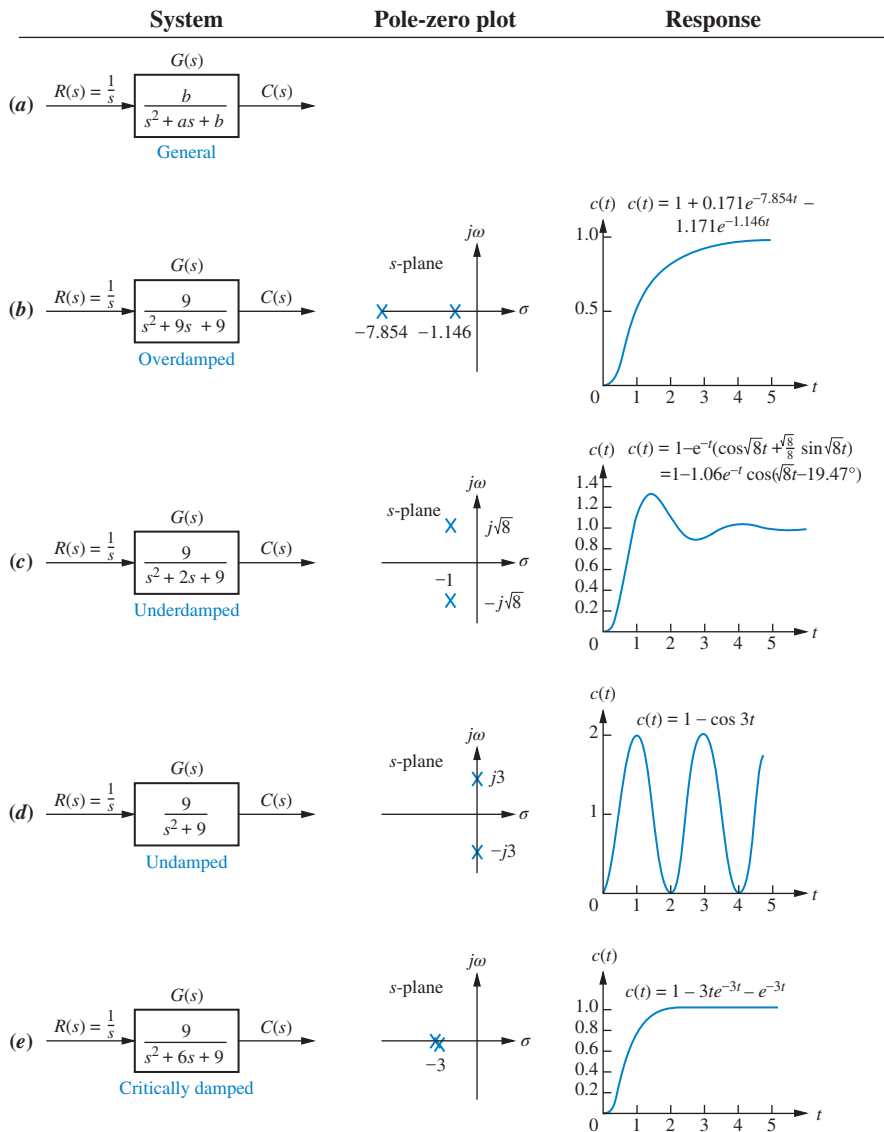 System Pole-zero plot Response
(a) R(s) = 1/s G(s) b/(s² + as + b) C(s)
General
(b) R(s) = 1/s G(s) 9/(s² + 9s + 9) C(s)
Overdamped
jω
s-plane
σ
−7.854 −1.146
c(t) c(t) = 1 + 0.171e^−7.854t −
1.171e^−1.146t
1.0
0.5
0 1 2 3 4 5 t
(c) R(s) = 1/s G(s) 9/(s² + 2s + 9) C(s)
Underdamped
jω
s-plane
j√8
σ
−1
−j√8
c(t) c(t) = 1−e^−t(cos√8t + √8/8 sin√8t)
=1−1.06e^−t cos(√8t−19.47°)
1.4
1.2
1.0
0.8
0.6
0.4
0.2
0 1 2 3 4 5 t
(d) R(s) = 1/s G(s) 9/(s² + 9) C(s)
Undamped
jω
s-plane
j3
σ
−j3
c(t)
c(t) = 1 − cos 3t
2
1
0 1 2 3 4 5 t
(e) R(s) = 1/s G(s) 9/(s² + 6s + 9) C(s)
Critically damped
jω
s-plane
σ
−3
c(t)
c(t) = 1 − 3te^−3t − e^−3t
1.0
0.8
0.6
0.4
0.2
0 1 2 3 4 5 t